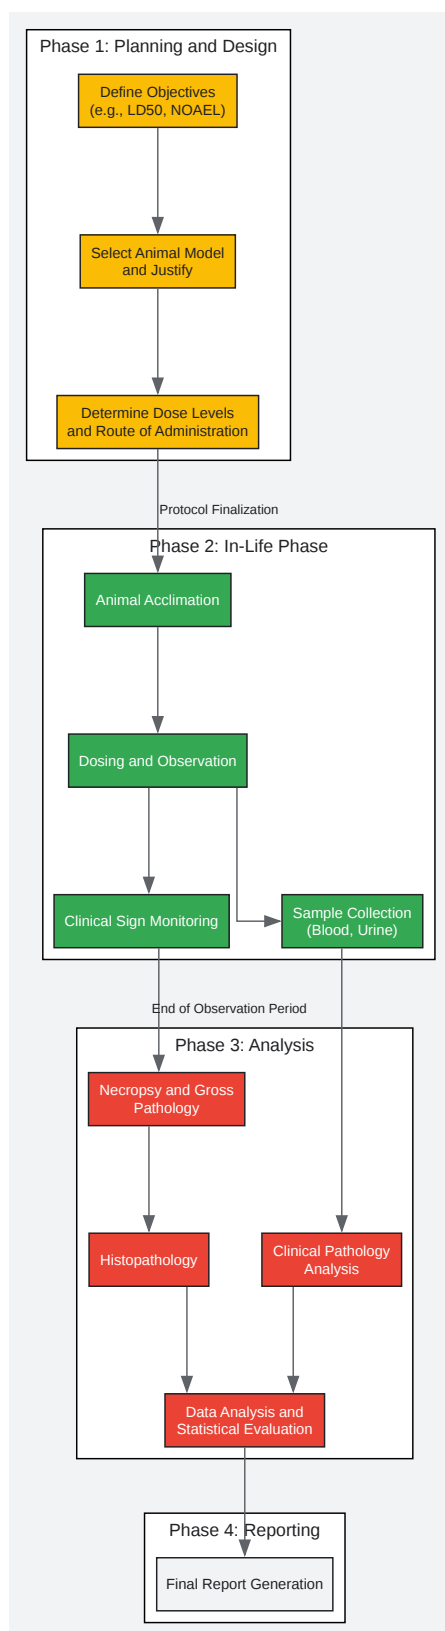 Phase 1: Planning and Design
Define Objectives
(e.g., LD50, NOAEL)
Select Animal Model
and Justify
Determine Dose Levels
and Route of Administration
Protocol Finalization
Phase 2: In-Life Phase
Animal Acclimation
Dosing and Observation
Clinical Sign Monitoring
Sample Collection
(Blood, Urine)
End of Observation Period
Phase 3: Analysis
Necropsy and Gross
Pathology
Histopathology
Clinical Pathology
Analysis
Data Analysis and
Statistical Evaluation
Phase 4: Reporting
Final Report Generation